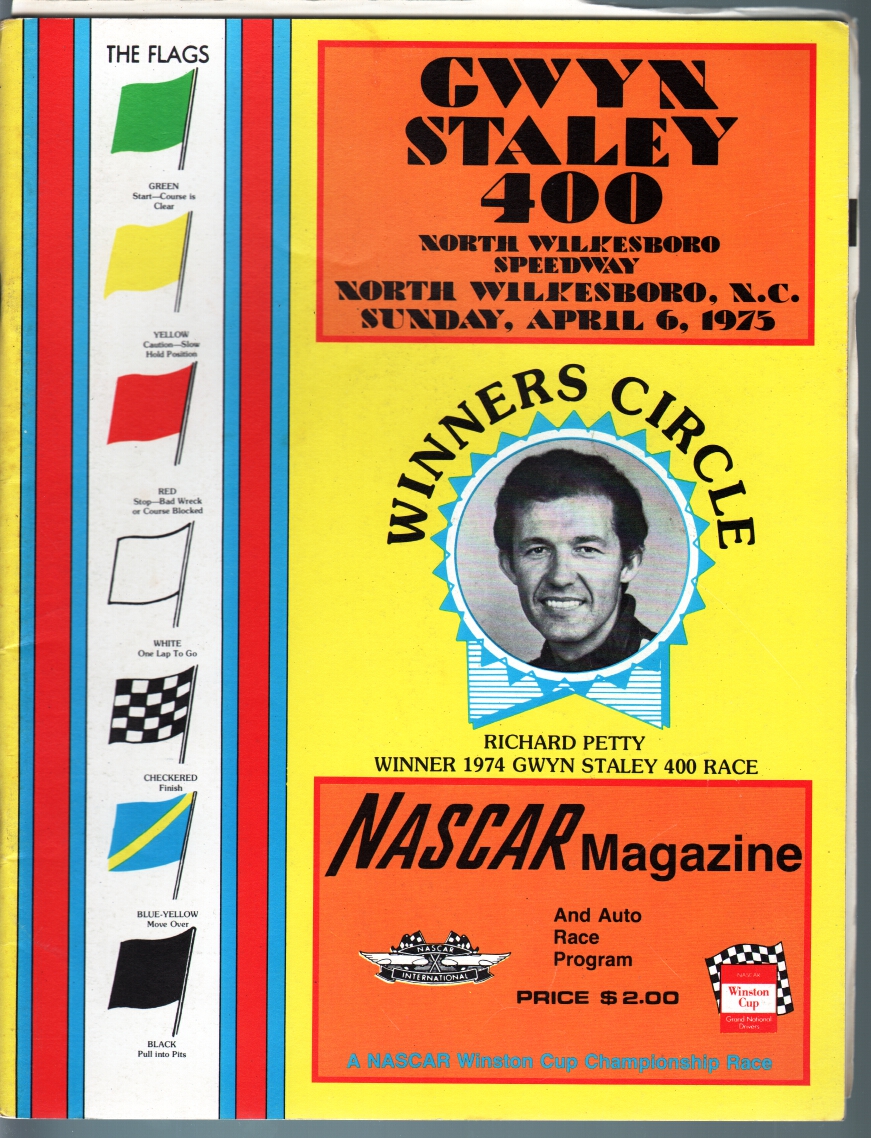 THE FLAGS
GREEN
Start—Course is
Clear
YELLOW
Caution—Slow
Hold Position
RED
Stop—Bad Wreck
or Course Blocked
WHITE
One Lap To Go
CHECKERED
Finish
BLUE-YELLOW
Move Over
BLACK
Pull into Pits
GWYN
STALEY
400
NORTH WILKESBORO
SPEEDWAY
NORTH WILKESBORO, N.C.
SUNDAY, APRIL 6, 1975
WINNERS CIRCLE
RICHARD PETTY
WINNER 1974 GWYN STALEY 400 RACE
NASCAR Magazine
And Auto
Race
Program
NASCAR
INTERNATIONAL
PRICE $2.00
NASCAR
Winston
Cup
Grand National
Drivers
A NASCAR Winston Cup Championship Race